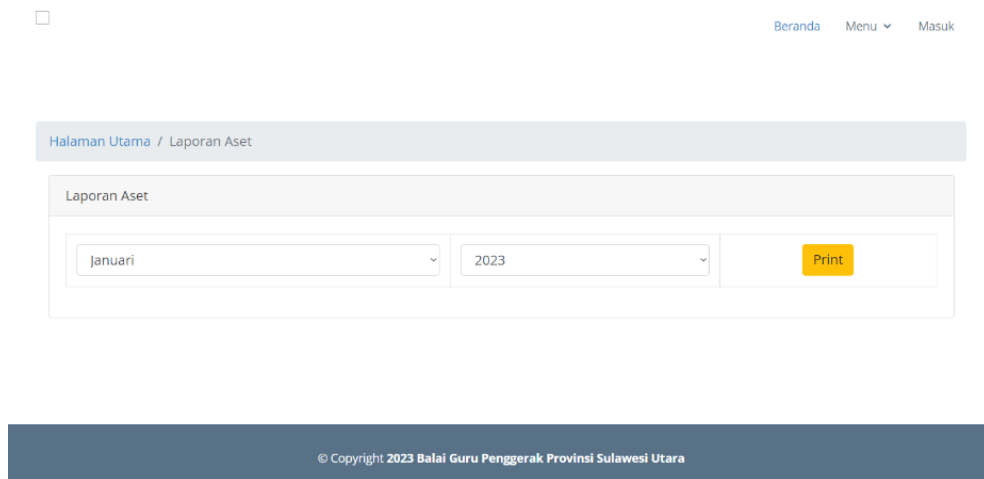 Beranda Menu Masuk
Halaman Utama / Laporan Aset
Laporan Aset
Januari 2023 Print
© Copyright 2023 Balai Guru Penggerak Provinsi Sulawesi Utara